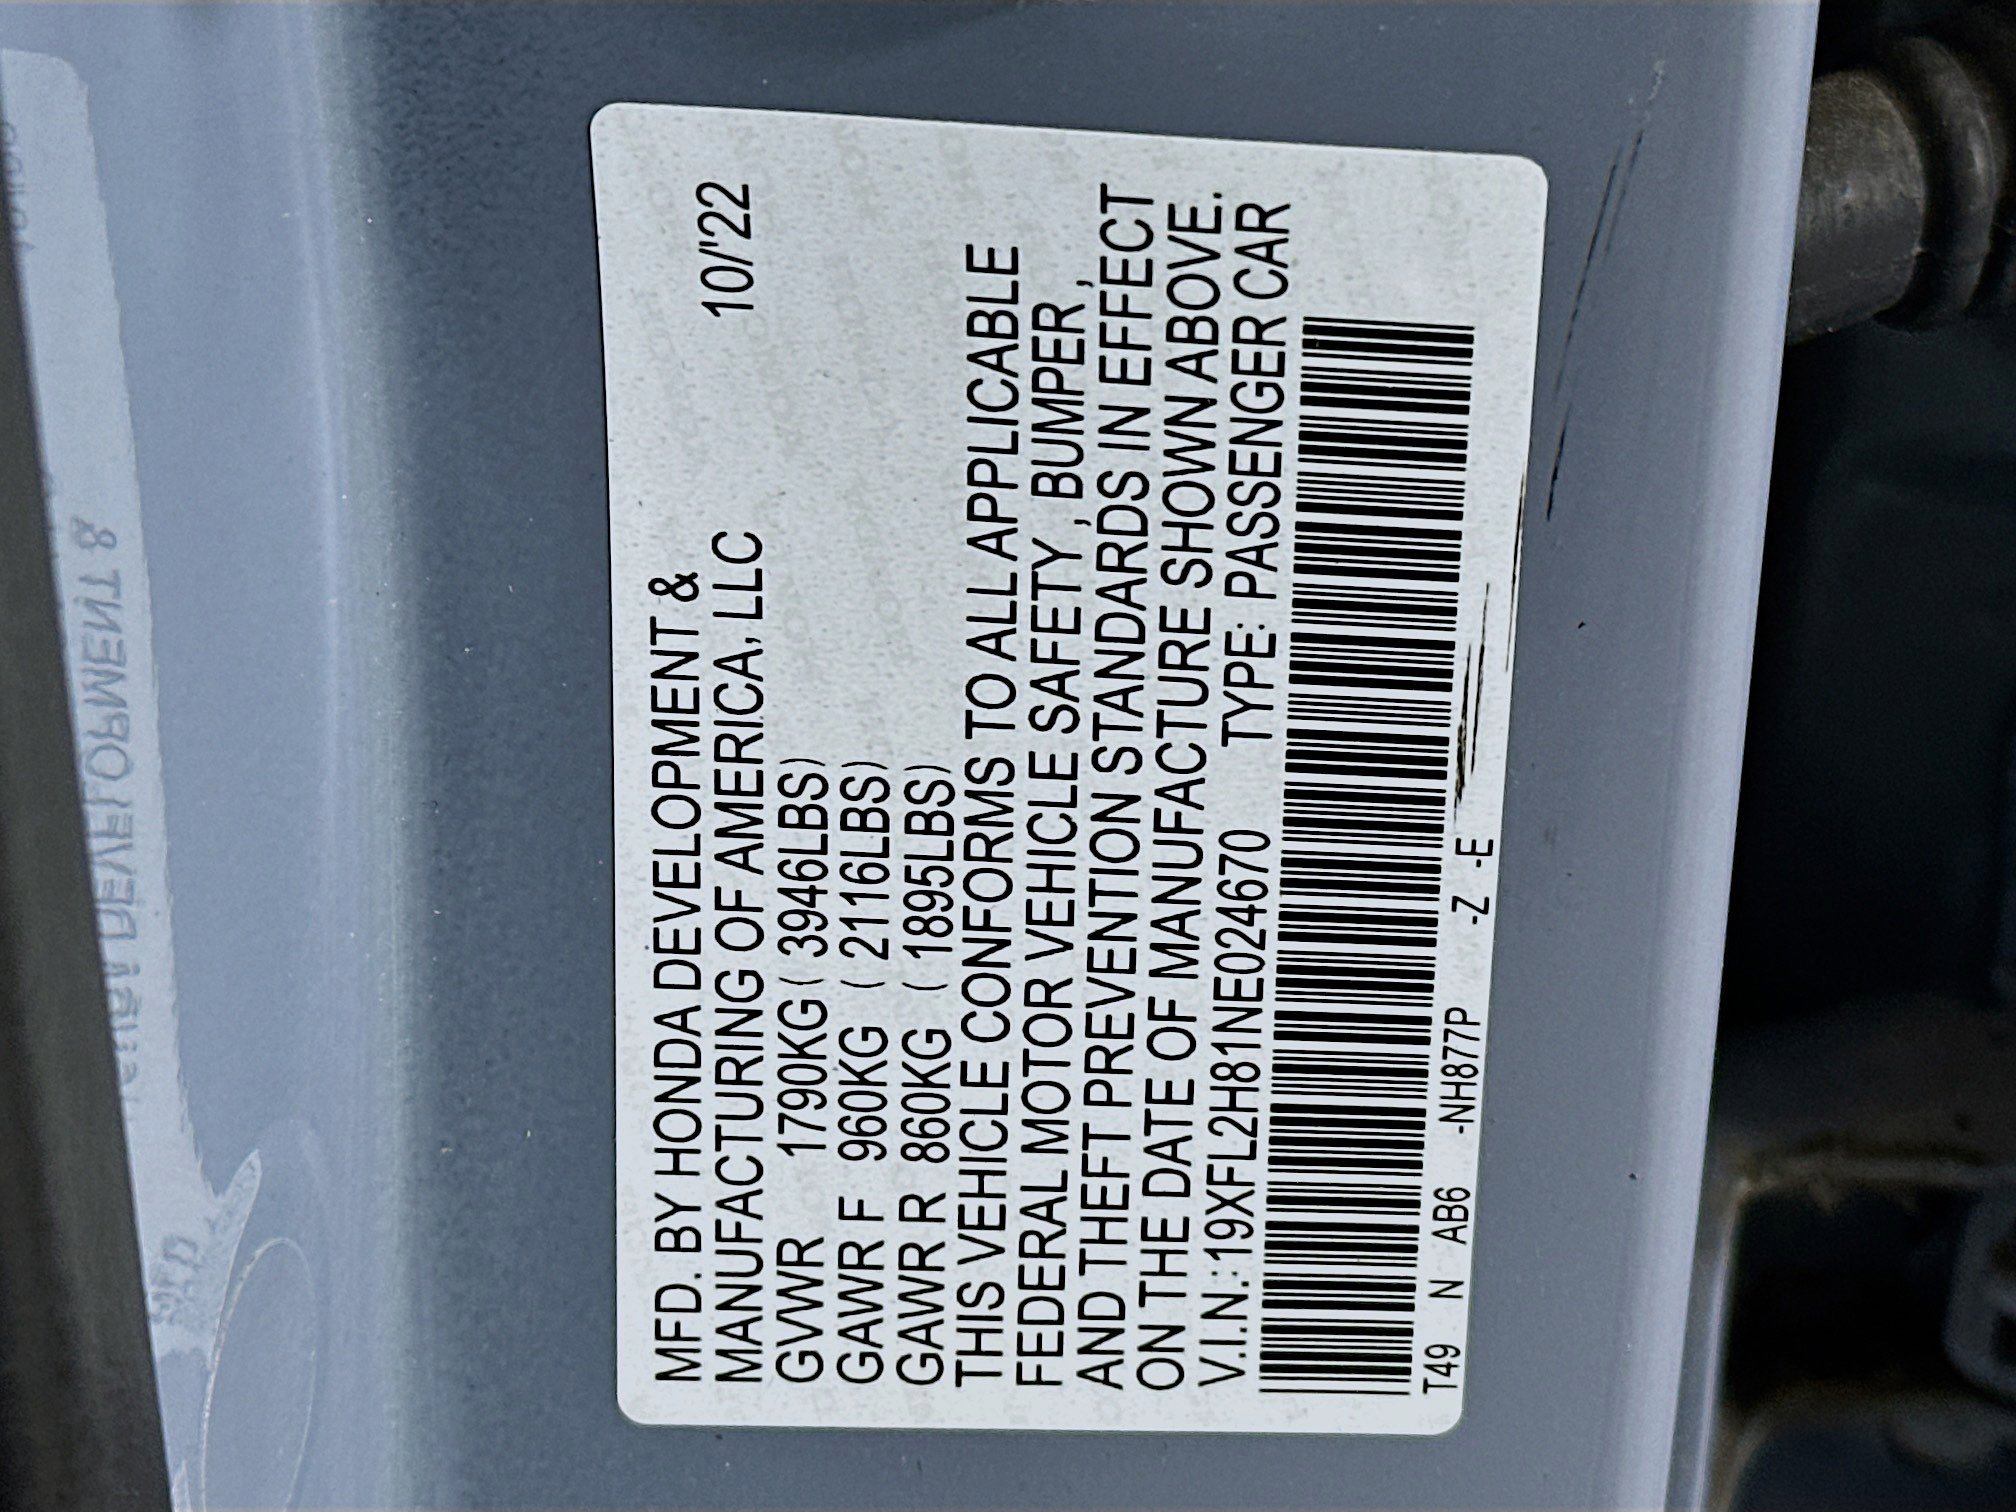 MFD. BY HONDA DEVELOPMENT &
MANUFACTURING OF AMERICA, LLC 10/'22
GVWR 1790KG ( 3946LBS)
GAWR F 960KG ( 2116LBS)
GAWR R 860KG ( 1895LBS)
THIS VEHICLE CONFORMS TO ALL APPLICABLE
FEDERAL MOTOR VEHICLE SAFETY , BUMPER ,
AND THEFT PREVENTION STANDARDS IN EFFECT
ON THE DATE OF MANUFACTURE SHOWN ABOVE.
V.I.N.: 19XFL2H81NE024670 TYPE: PASSENGER CAR
T49 N AB6 -NH877P -Z -E